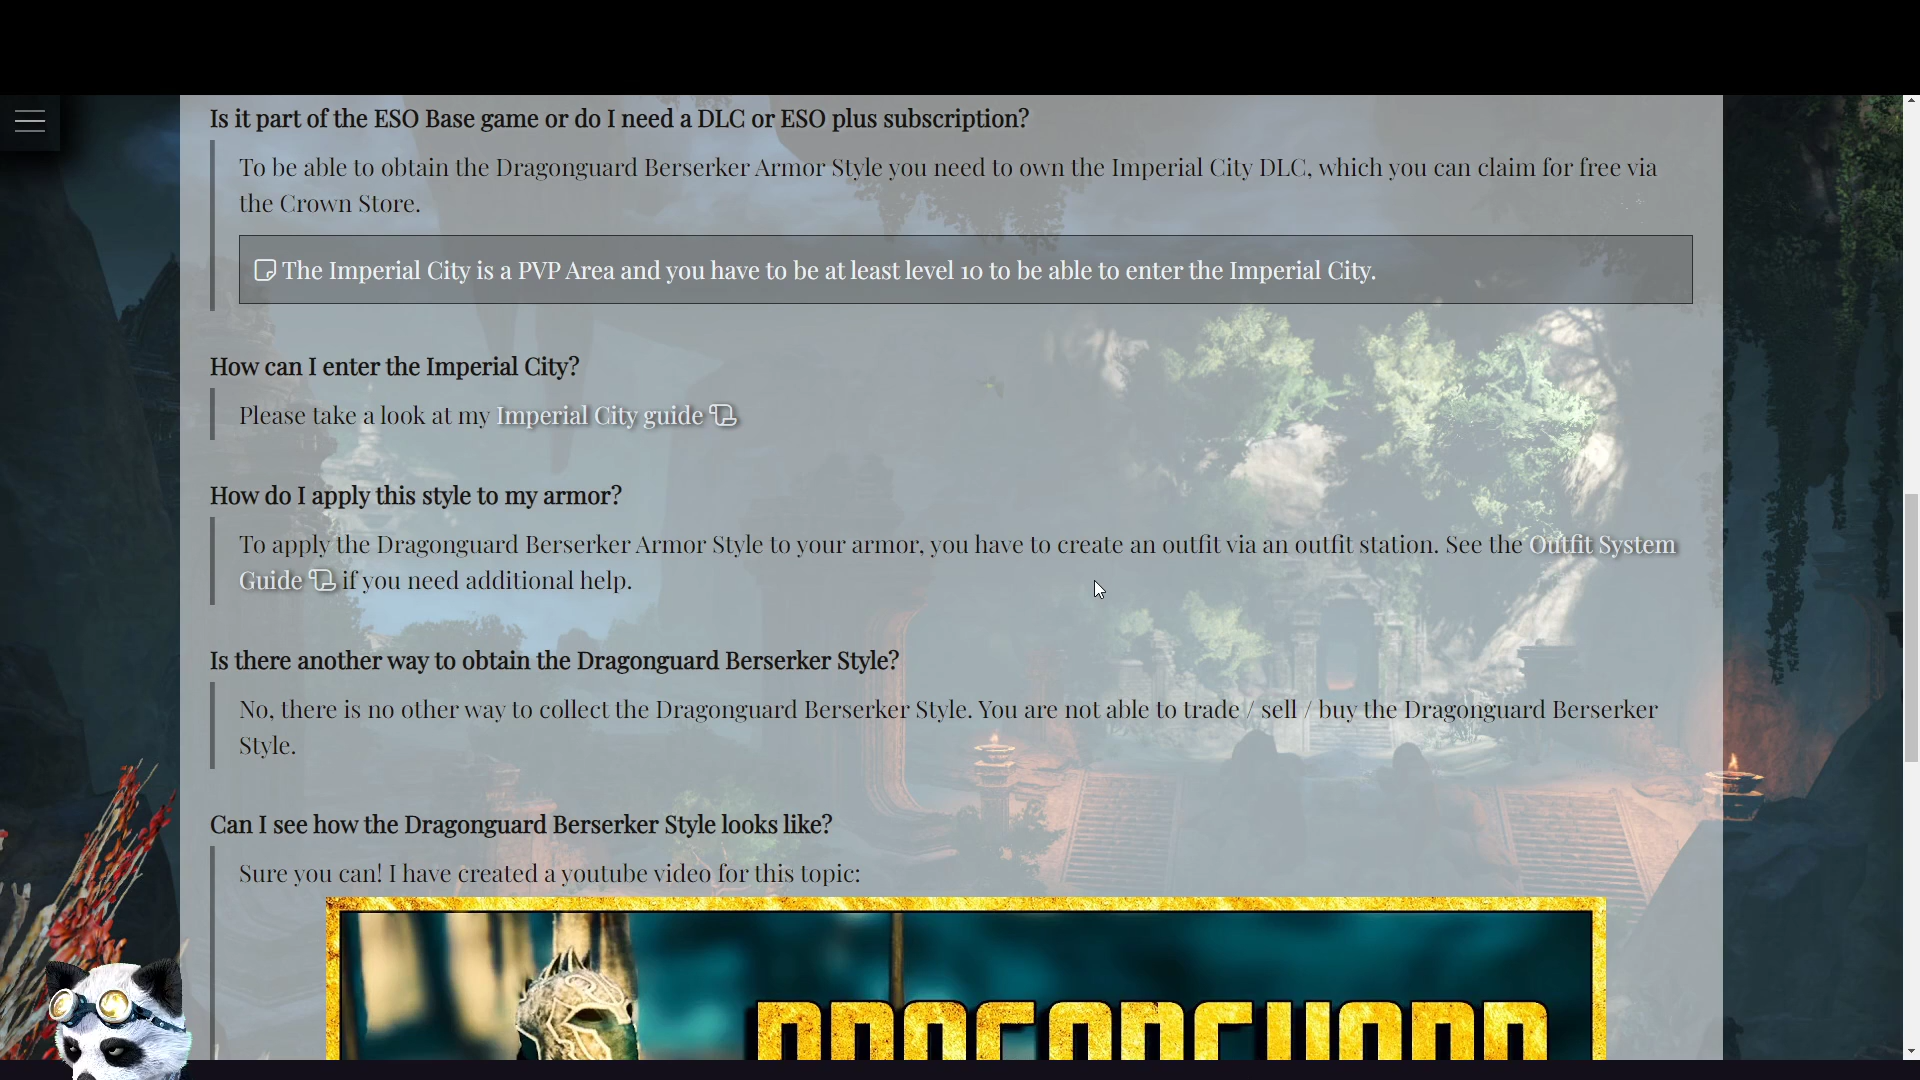 Is it part of the ESO Base game or do I need a DLC or ESO plus subscription?
To be able to obtain the Dragonguard Berserker Armor Style you need to own the Imperial City DLC, which you can claim for free via
the Crown Store.
The Imperial City is a PVP Area and you have to be at least level 10 to be able to enter the Imperial City.
How can I enter the Imperial City?
Please take a look at my Imperial City guide
How do I apply this style to my armor?
To apply the Dragonguard Berserker Armor Style to your armor, you have to create an outfit via an outfit station. See the Outfit System
Guide if you need additional help.
Is there another way to obtain the Dragonguard Berserker Style?
No, there is no other way to collect the Dragonguard Berserker Style. You are not able to trade / sell / buy the Dragonguard Berserker
Style.
Can I see how the Dragonguard Berserker Style looks like?
Sure you can! I have created a youtube video for this topic:
DRAGONGUARD